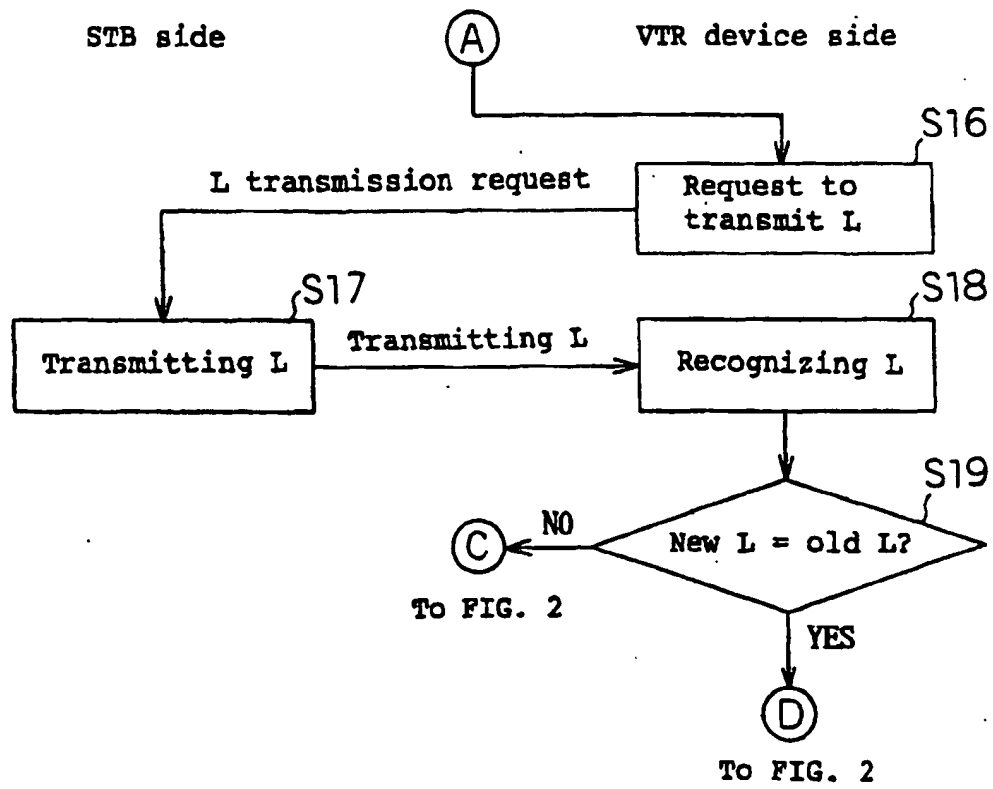 STB side
A
VTR device side
S16
L transmission request
Request to
transmit L
S17
S18
Transmitting L
Transmitting L
Recognizing L
S19
New L = old L?
NO
C
To FIG. 2
YES
D
To FIG. 2